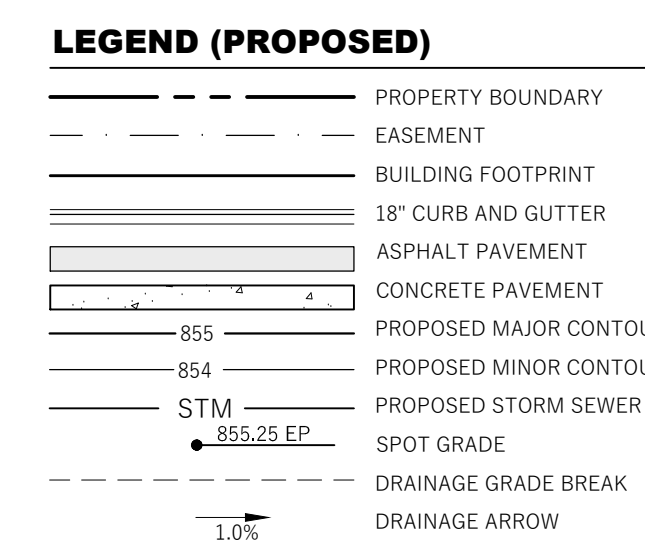 LEGEND (PROPOSED)
PROPERTY BOUNDARY
EASEMENT
BUILDING FOOTPRINT
18" CURB AND GUTTER
ASPHALT PAVEMENT
CONCRETE PAVEMENT
855 PROPOSED MAJOR CONTOU
854 PROPOSED MINOR CONTOU
STM PROPOSED STORM SEWER
855.25 EP SPOT GRADE
DRAINAGE GRADE BREAK
1.0% DRAINAGE ARROW